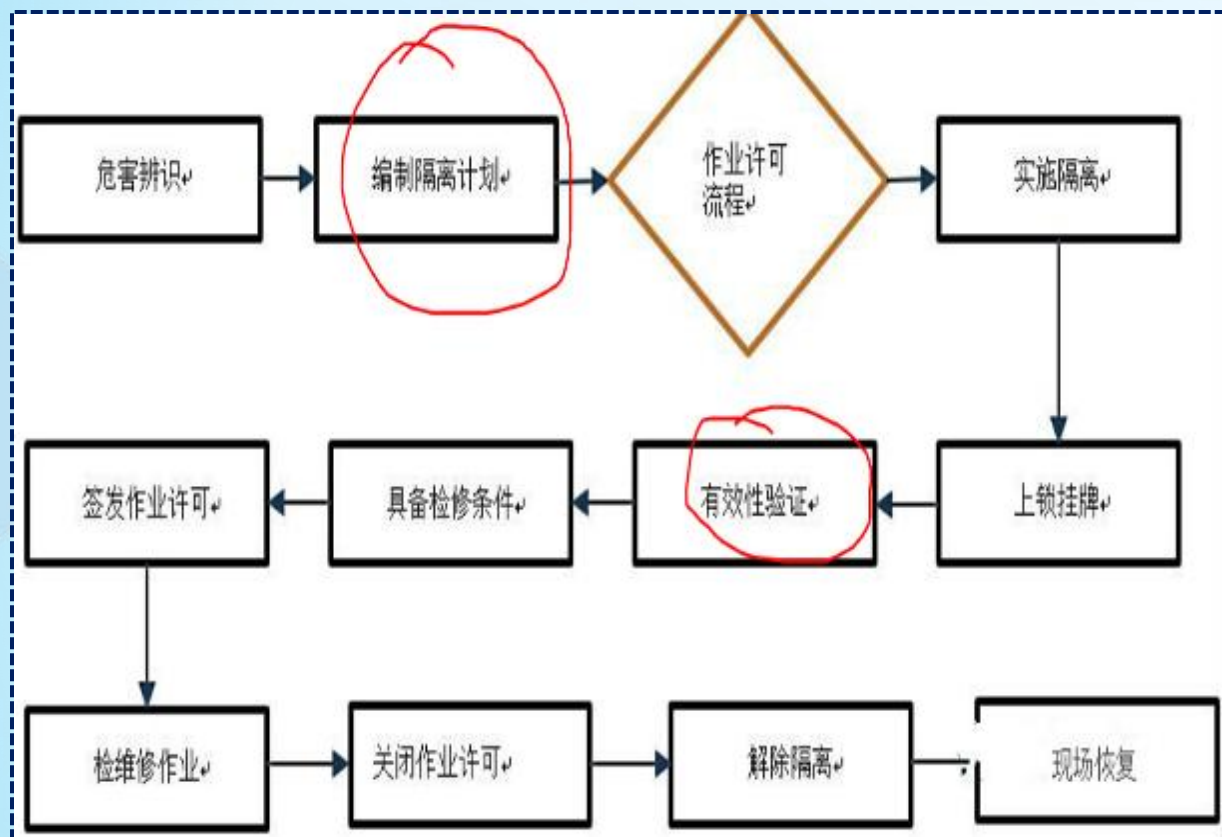 危害辨识
编制隔离计划
作业许可
流程
实施隔离
上锁挂牌
有效性验证
具备检修条件
签发作业许可
检维修作业
关闭作业许可
解除隔离
现场恢复